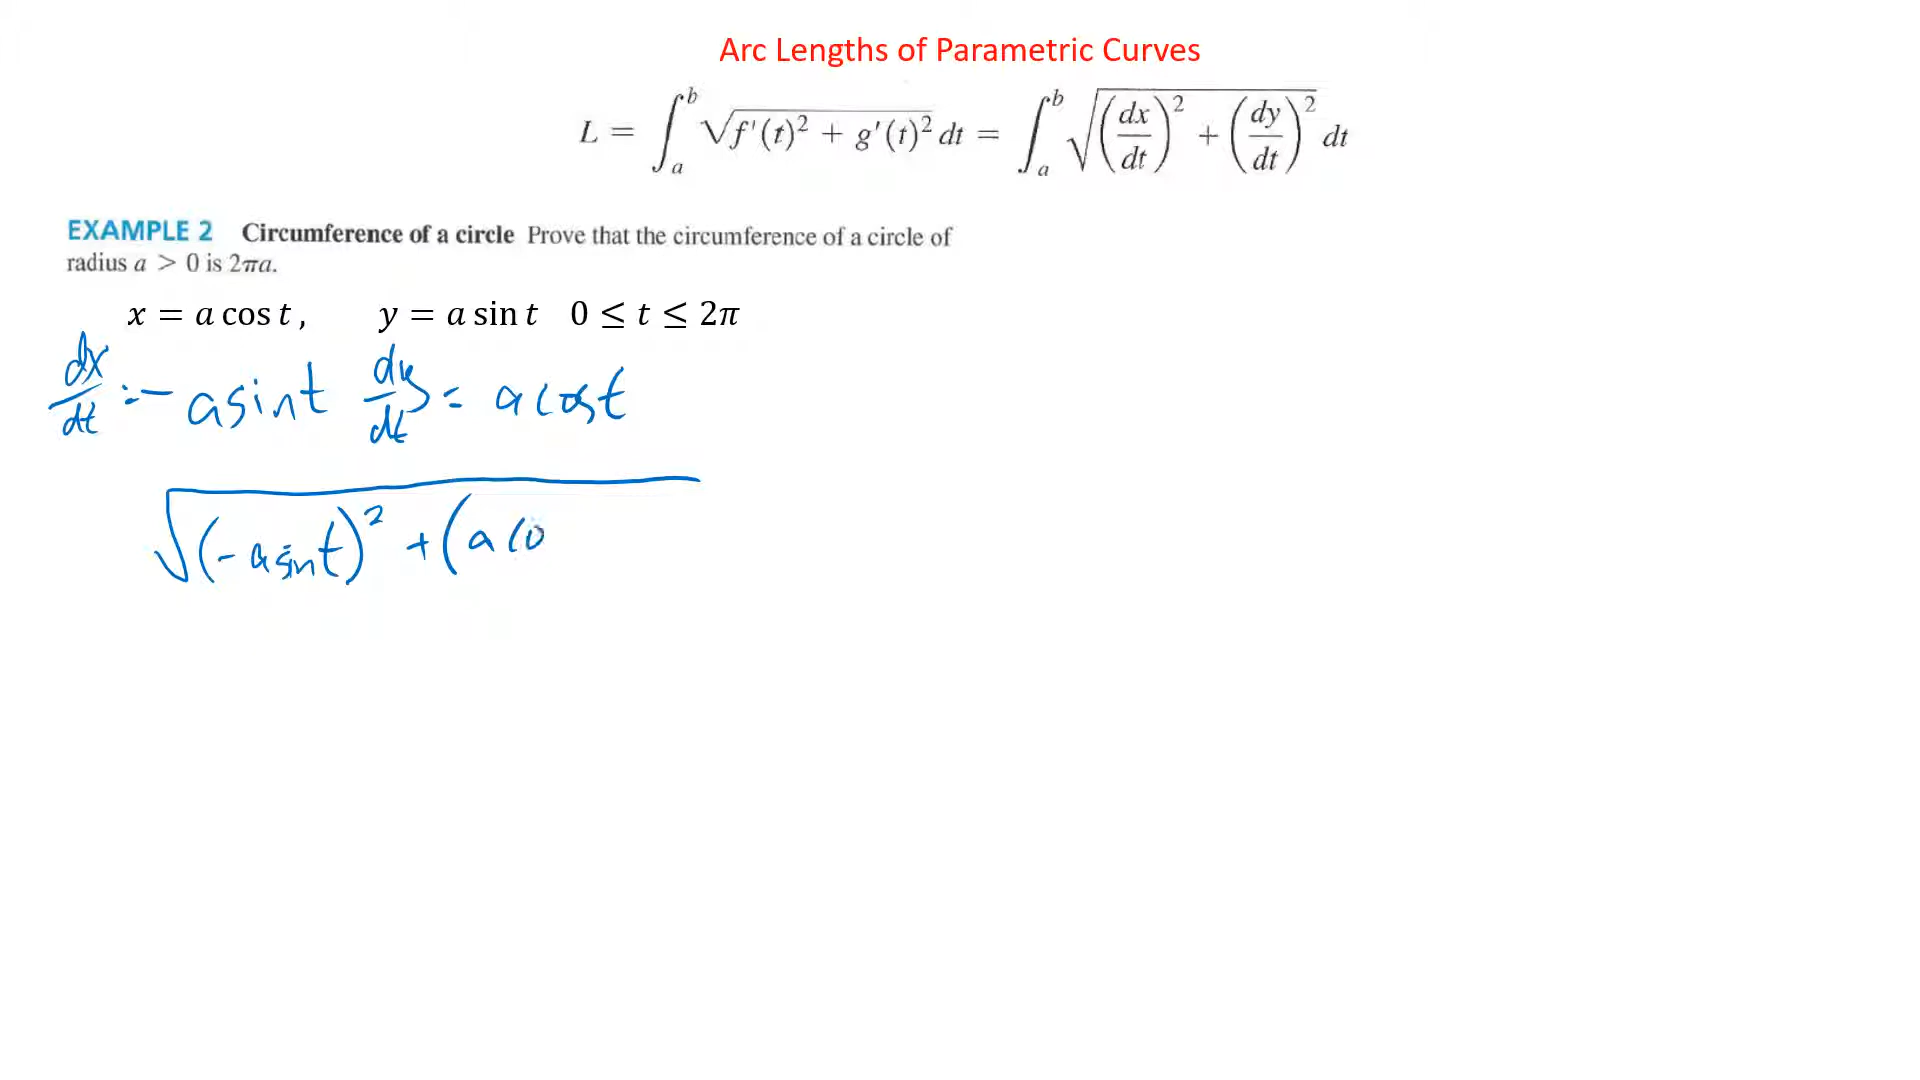 Arc Lengths of Parametric Curves
L = ∫_a^b √(f'(t)² + g'(t)²) dt = ∫_a^b √((dx/dt)² + (dy/dt)²) dt
EXAMPLE 2 Circumference of a circle Prove that the circumference of a circle of
radius a > 0 is 2πa.
x = a cos t , y = a sin t 0 ≤ t ≤ 2π
dx/dt = - a sin t dy/dt = a cos t
√((- a sin t)² + (a co